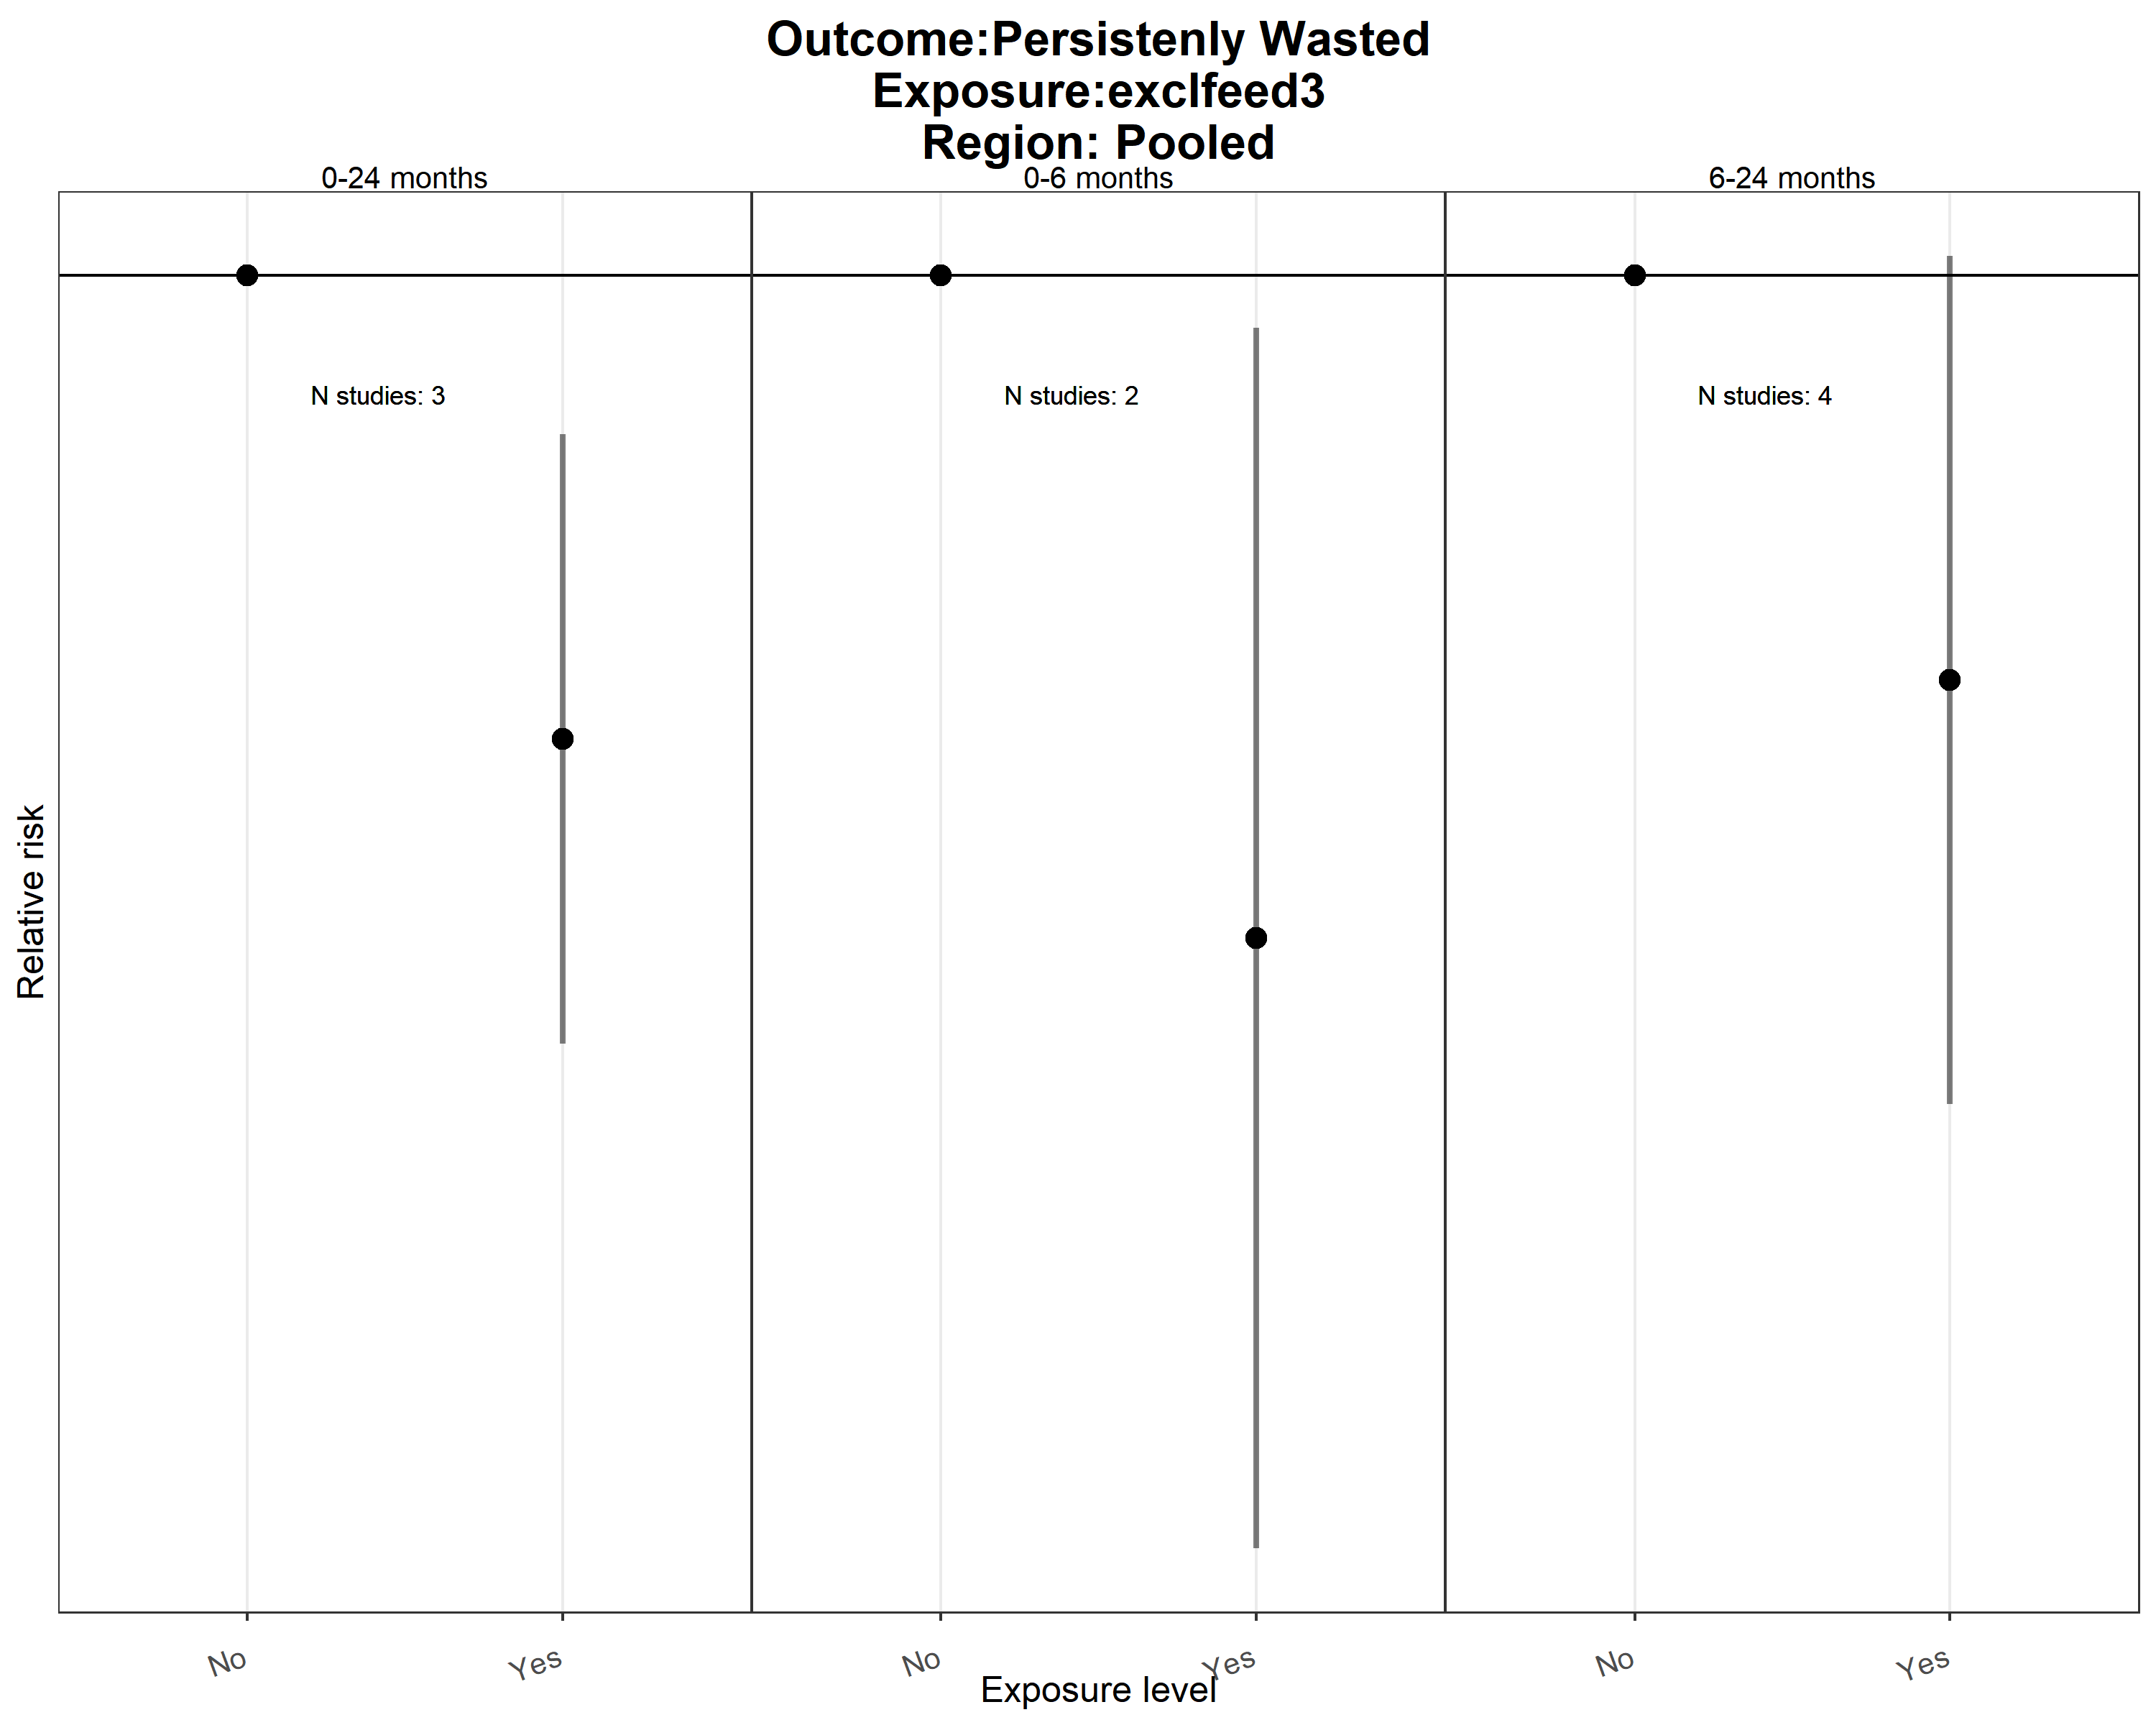 Outcome:Persistenly Wasted
Exposure:exclfeed3
Region: Pooled
0-24 months
0-6 months
6-24 months
N studies: 3
N studies: 2
N studies: 4
Relative risk
No
Yes
No
Yes
No
Yes
Exposure level